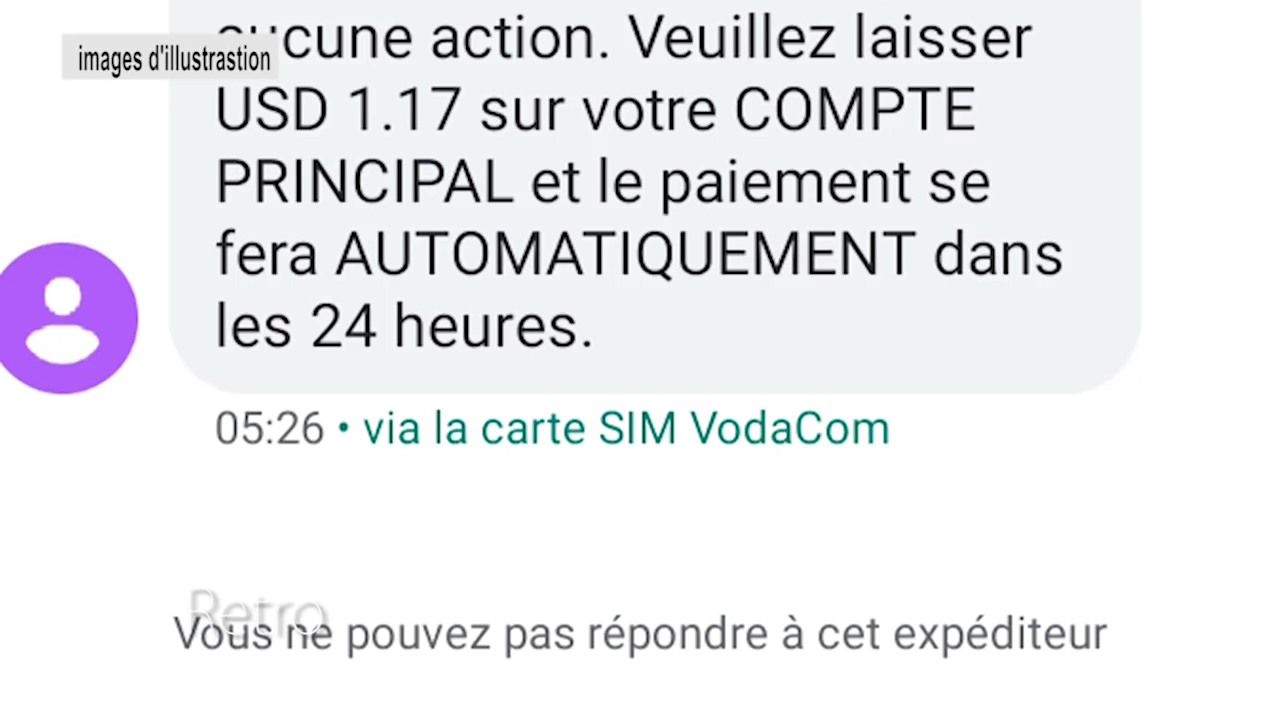 images d'illustrastion
aucune action. Veuillez laisser
USD 1.17 sur votre COMPTE
PRINCIPAL et le paiement se
fera AUTOMATIQUEMENT dans
les 24 heures.
05:26 • via la carte SIM VodaCom
Retro
Vous ne pouvez pas répondre à cet expéditeur